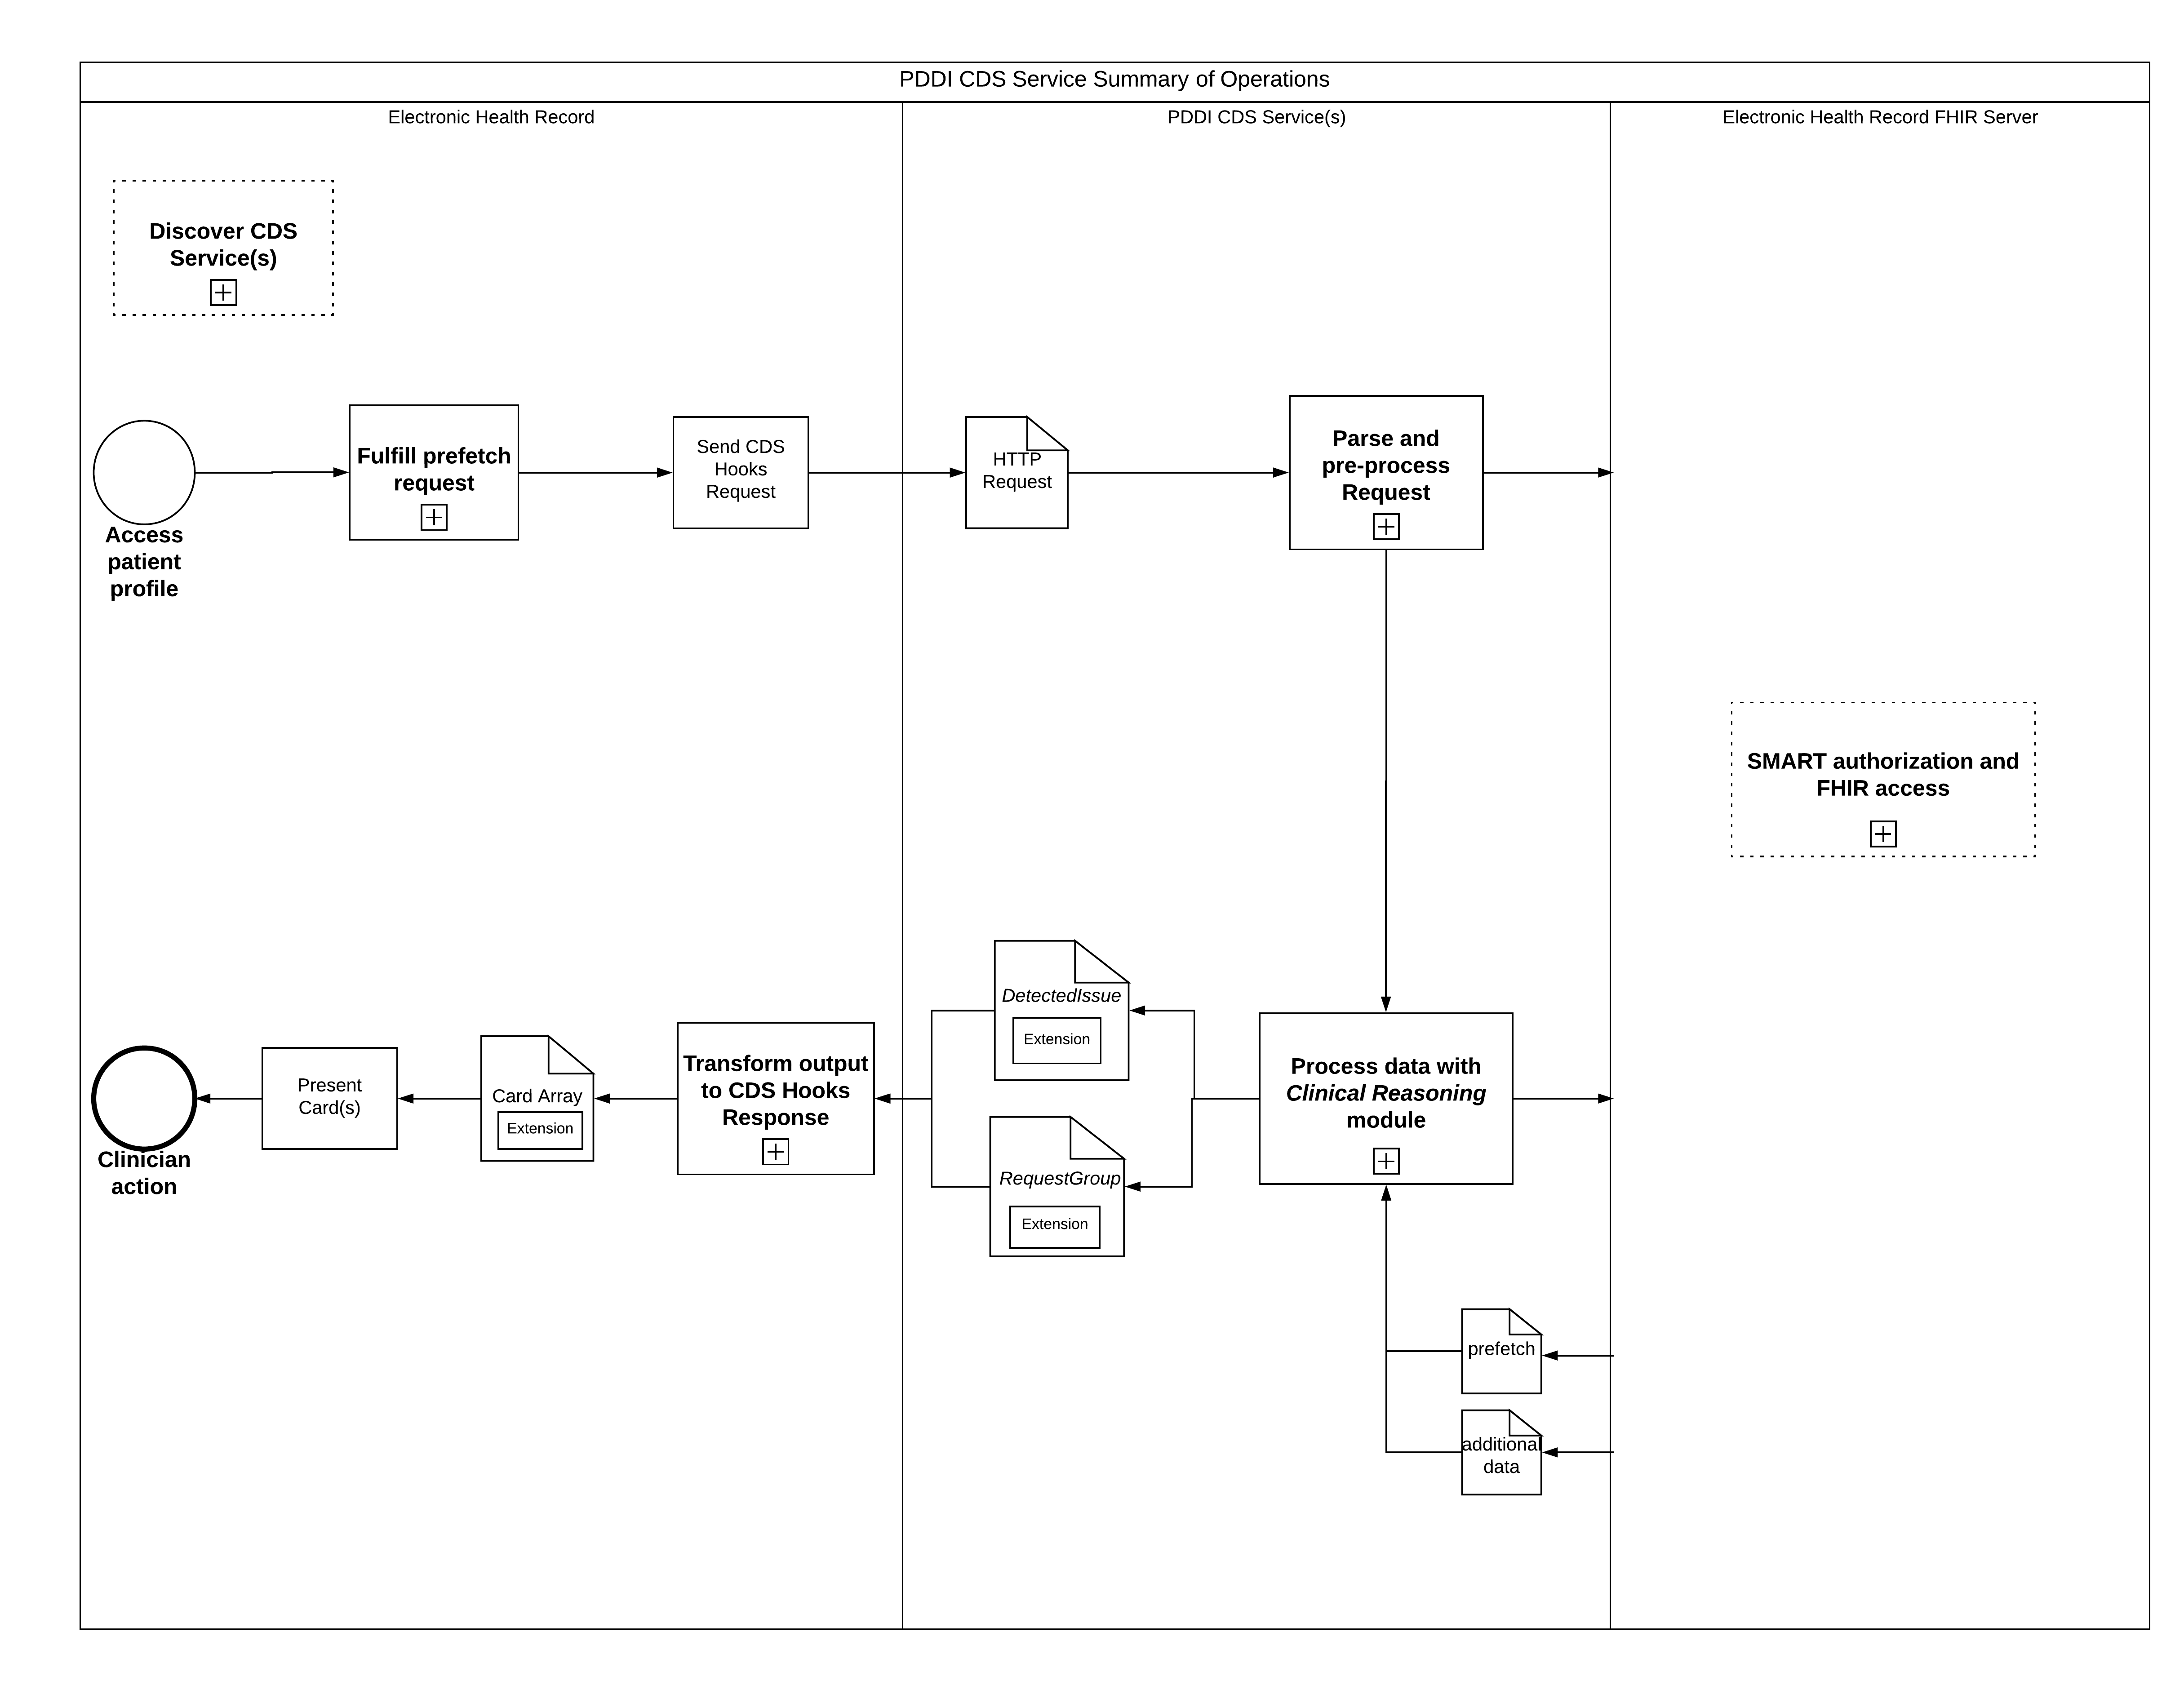 PDDI CDS Service Summary of Operations
Electronic Health Record
PDDI CDS Service(s)
Electronic Health Record FHIR Server
Discover CDS
Service(s)
Access
patient
profile
Fulfill prefetch
request
Send CDS
Hooks
Request
HTTP
Request
Parse and
pre-process
Request
SMART authorization and
FHIR access
Clinician
action
Present
Card(s)
Card Array
Extension
Transform output
to CDS Hooks
Response
DetectedIssue
Extension
RequestGroup
Extension
Process data with
Clinical Reasoning
module
prefetch
additional
data